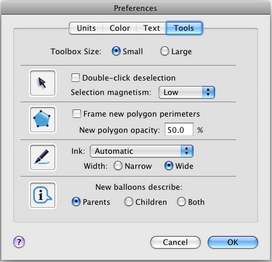 Preferences
Units Color Text Tools
Toolbox Size: Small Large
Double-click deselection
Selection magnetism: Low
Frame new polygon perimeters
New polygon opacity: 50.0 %
Ink: Automatic
Width: Narrow Wide
New balloons describe:
Parents Children Both
? Cancel OK